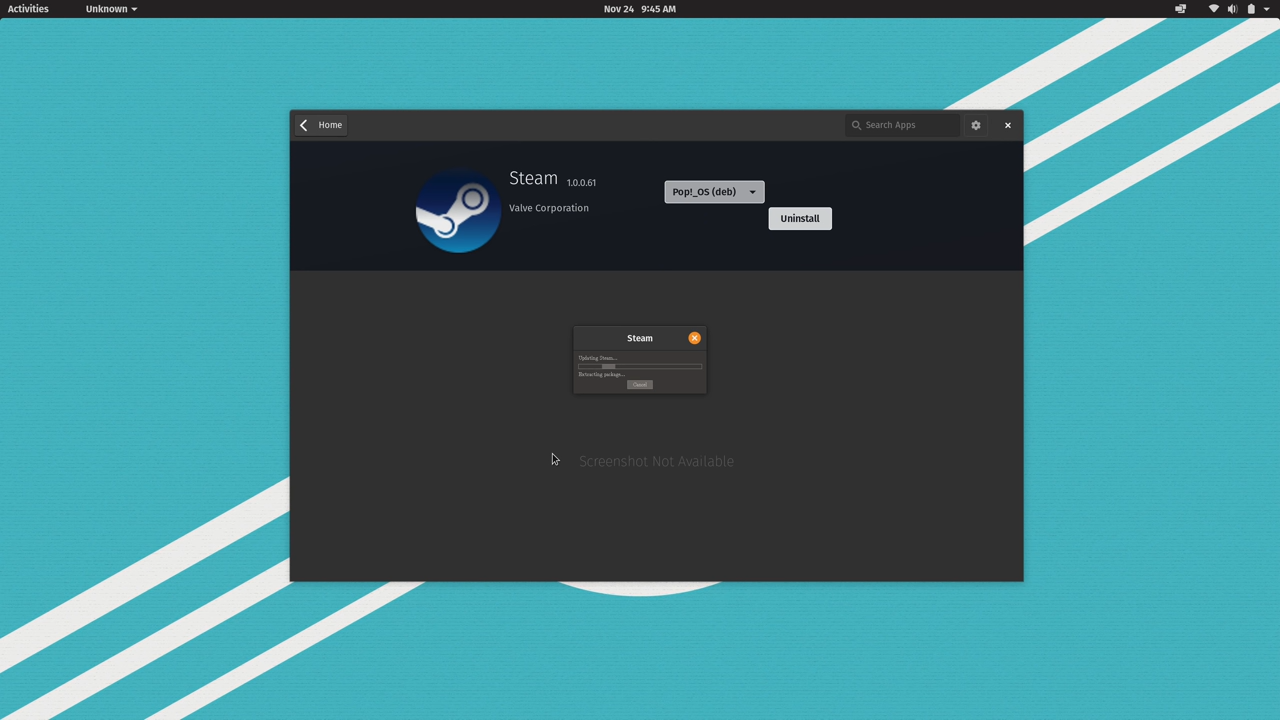 Activities
Unknown
Nov 24 9:45 AM
Home
Search Apps
Steam 1.0.0.61
Pop!_OS (deb)
Valve Corporation
Uninstall
Steam
Updating Steam...
Extracting package...
Cancel
Screenshot Not Available